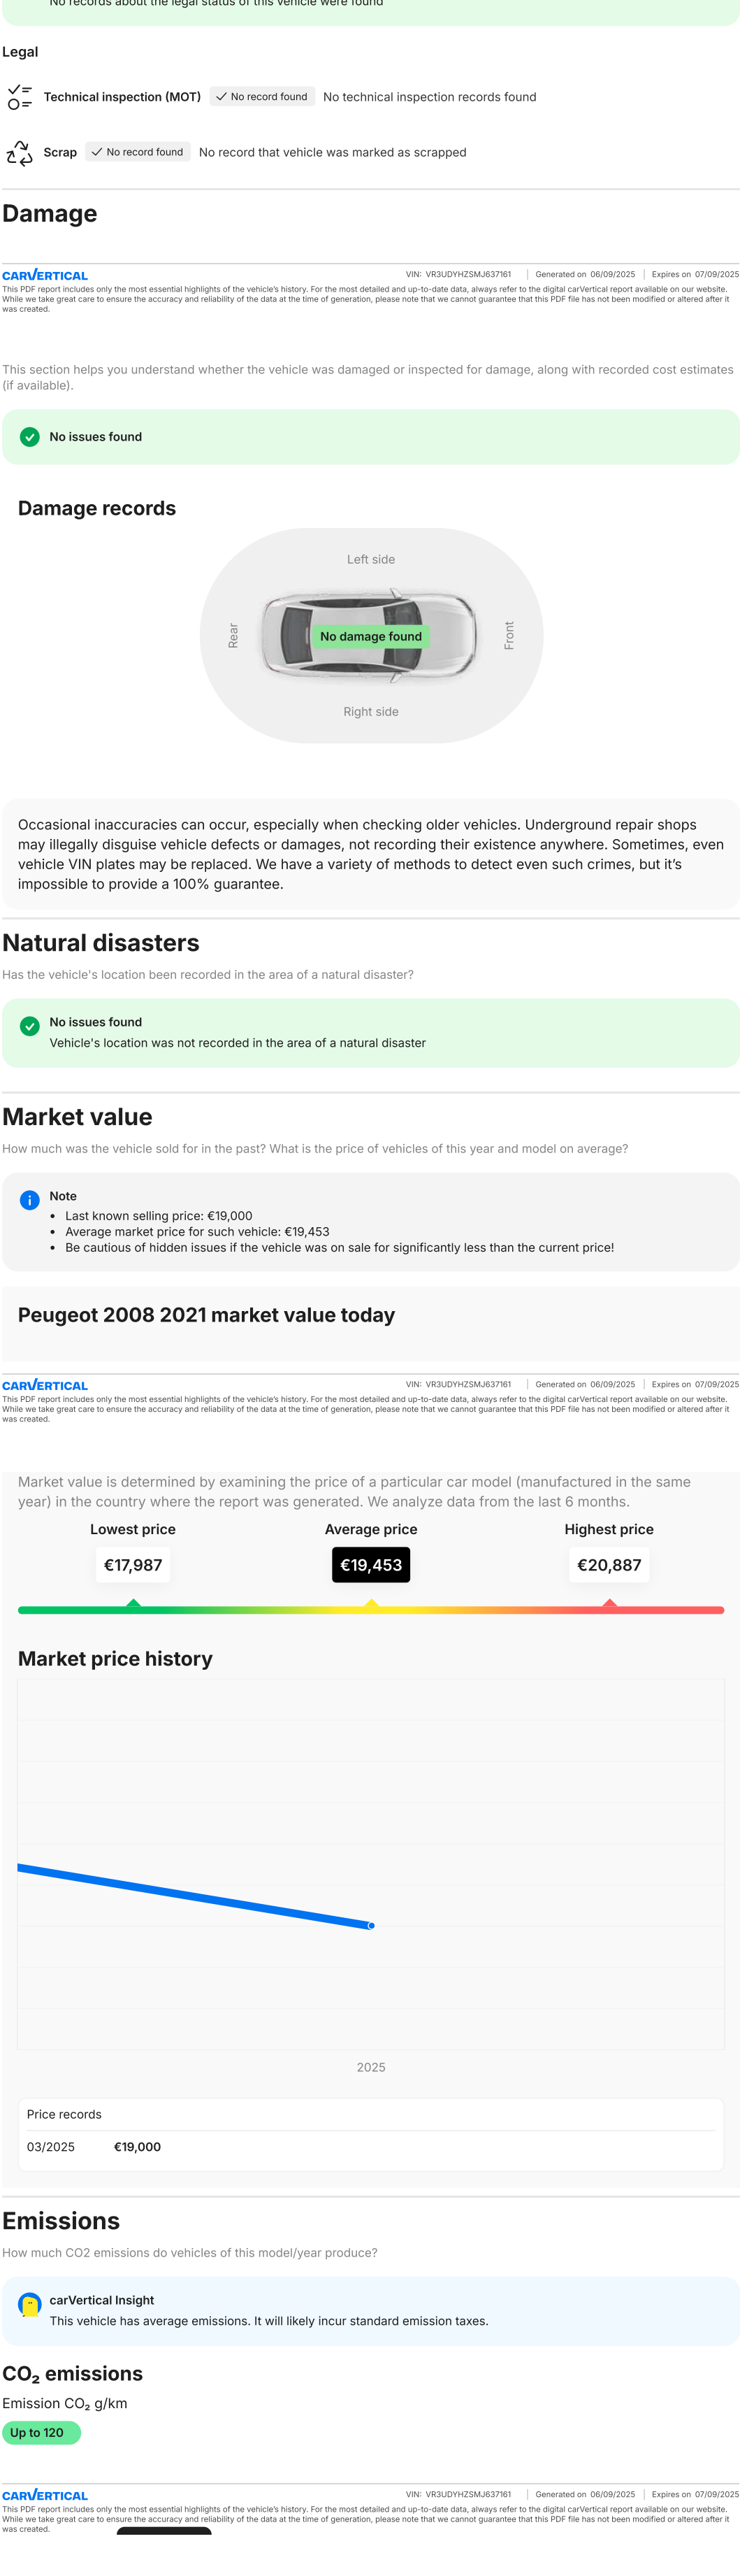 No records about the legal status of this vehicle were found
Legal
Technical inspection (MOT) No record found No technical inspection records found
Scrap No record found No record that vehicle was marked as scrapped
Damage
CARVERTICAL VIN: VR3UDYHZSMJ637161 Generated on 06/09/2025 Expires on 07/09/2025
This PDF report includes only the most essential highlights of the vehicle's history. For the most detailed and up-to-date data, always refer to the digital carVertical report available on our website.
While we take great care to ensure the accuracy and reliability of the data at the time of generation, please note that we cannot guarantee that this PDF file has not been modified or altered after it
was created.
This section helps you understand whether the vehicle was damaged or inspected for damage, along with recorded cost estimates
(if available).
No issues found
Damage records
Left side
Rear
No damage found
Front
Right side
Occasional inaccuracies can occur, especially when checking older vehicles. Underground repair shops
may illegally disguise vehicle defects or damages, not recording their existence anywhere. Sometimes, even
vehicle VIN plates may be replaced. We have a variety of methods to detect even such crimes, but it's
impossible to provide a 100% guarantee.
Natural disasters
Has the vehicle's location been recorded in the area of a natural disaster?
No issues found
Vehicle's location was not recorded in the area of a natural disaster
Market value
How much was the vehicle sold for in the past? What is the price of vehicles of this year and model on average?
Note
• Last known selling price: €19,000
• Average market price for such vehicle: €19,453
• Be cautious of hidden issues if the vehicle was on sale for significantly less than the current price!
Peugeot 2008 2021 market value today
CARVERTICAL VIN: VR3UDYHZSMJ637161 Generated on 06/09/2025 Expires on 07/09/2025
This PDF report includes only the most essential highlights of the vehicle's history. For the most detailed and up-to-date data, always refer to the digital carVertical report available on our website.
While we take great care to ensure the accuracy and reliability of the data at the time of generation, please note that we cannot guarantee that this PDF file has not been modified or altered after it
was created.
Market value is determined by examining the price of a particular car model (manufactured in the same
year) in the country where the report was generated. We analyze data from the last 6 months.
Lowest price Average price Highest price
€17,987 €19,453 €20,887
Market price history
2025
Price records
03/2025 €19,000
Emissions
How much CO2 emissions do vehicles of this model/year produce?
carVertical Insight
This vehicle has average emissions. It will likely incur standard emission taxes.
CO₂ emissions
Emission CO₂ g/km
Up to 120
CARVERTICAL VIN: VR3UDYHZSMJ637161 Generated on 06/09/2025 Expires on 07/09/2025
This PDF report includes only the most essential highlights of the vehicle's history. For the most detailed and up-to-date data, always refer to the digital carVertical report available on our website.
While we take great care to ensure the accuracy and reliability of the data at the time of generation, please note that we cannot guarantee that this PDF file has not been modified or altered after it
was created.